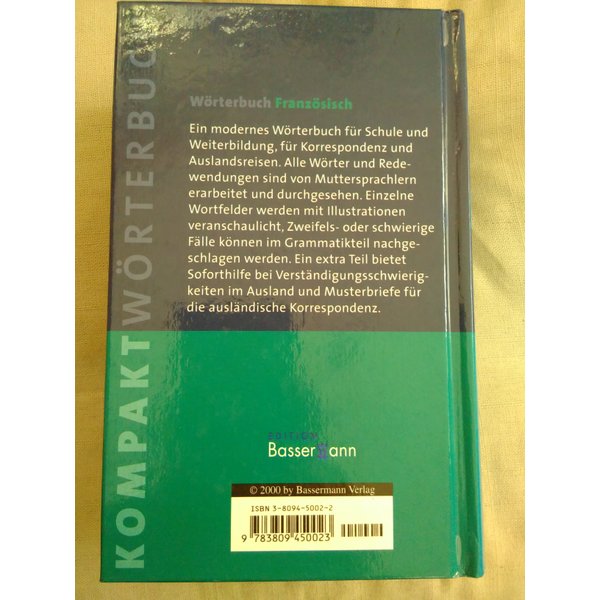 KOMPAKTWÖRTERBUCH
Wörterbuch Französisch
Ein modernes Wörterbuch für Schule und
Weiterbildung, für Korrespondenz und
Auslandsreisen. Alle Wörter und Rede-
wendungen sind von Muttersprachlern
erarbeitet und durchgesehen. Einzelne
Wortfelder werden mit Illustrationen
veranschaulicht, Zweifels- oder schwierige
Fälle können im Grammatikteil nachge-
schlagen werden. Ein extra Teil bietet
Soforthilfe bei Verständigungsschwierig-
keiten im Ausland und Musterbriefe für
die ausländische Korrespondenz.
EDITION
Bassermann
© 2000 by Bassermann Verlag
ISBN 3-8094-5002-2
9 783809 450023